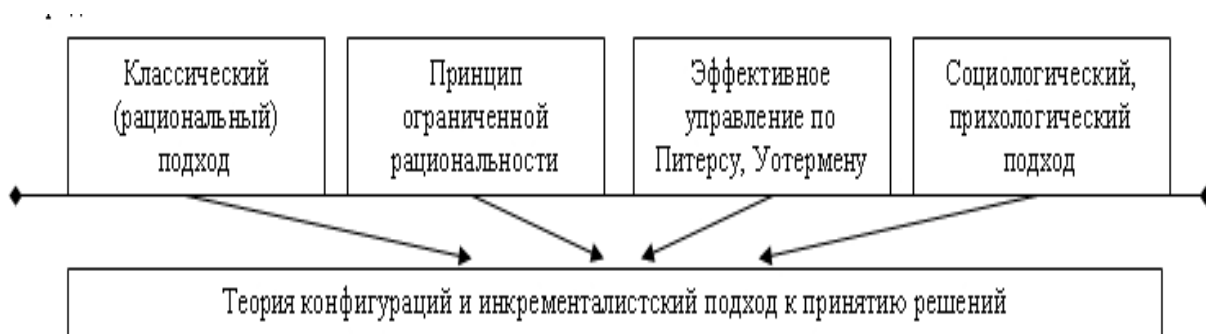 Классический
(рациональный)
подход
Принцип
ограниченной
рациональности
Эффективное
управление по
Питерсу, Уотермену
Социологический,
прихологический
подход
Теория конфигураций и инкременталистский подход к принятию решений